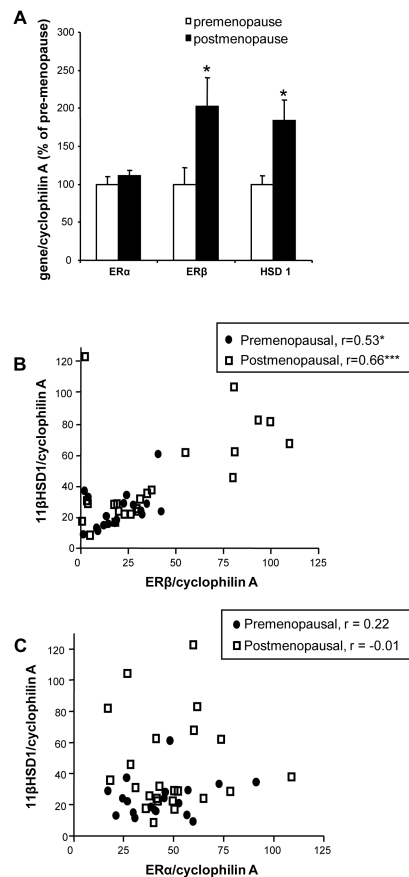 A
premenopause
postmenopause
gene/cyclophilin A (% of pre-menopause)
300
250
200
150
100
50
0
*
*
ERα
ERβ
HSD 1
B
Premenopausal, r=0.53*
Postmenopausal, r=0.66***
11βHSD1/cyclophilin A
120
100
80
60
40
20
0
0
25
50
75
100
125
ERβ/cyclophilin A
C
Premenopausal, r = 0.22
Postmenopausal, r = -0.01
11βHSD1/cyclophilin A
120
100
80
60
40
20
0
0
25
50
75
100
125
ERα/cyclophilin A